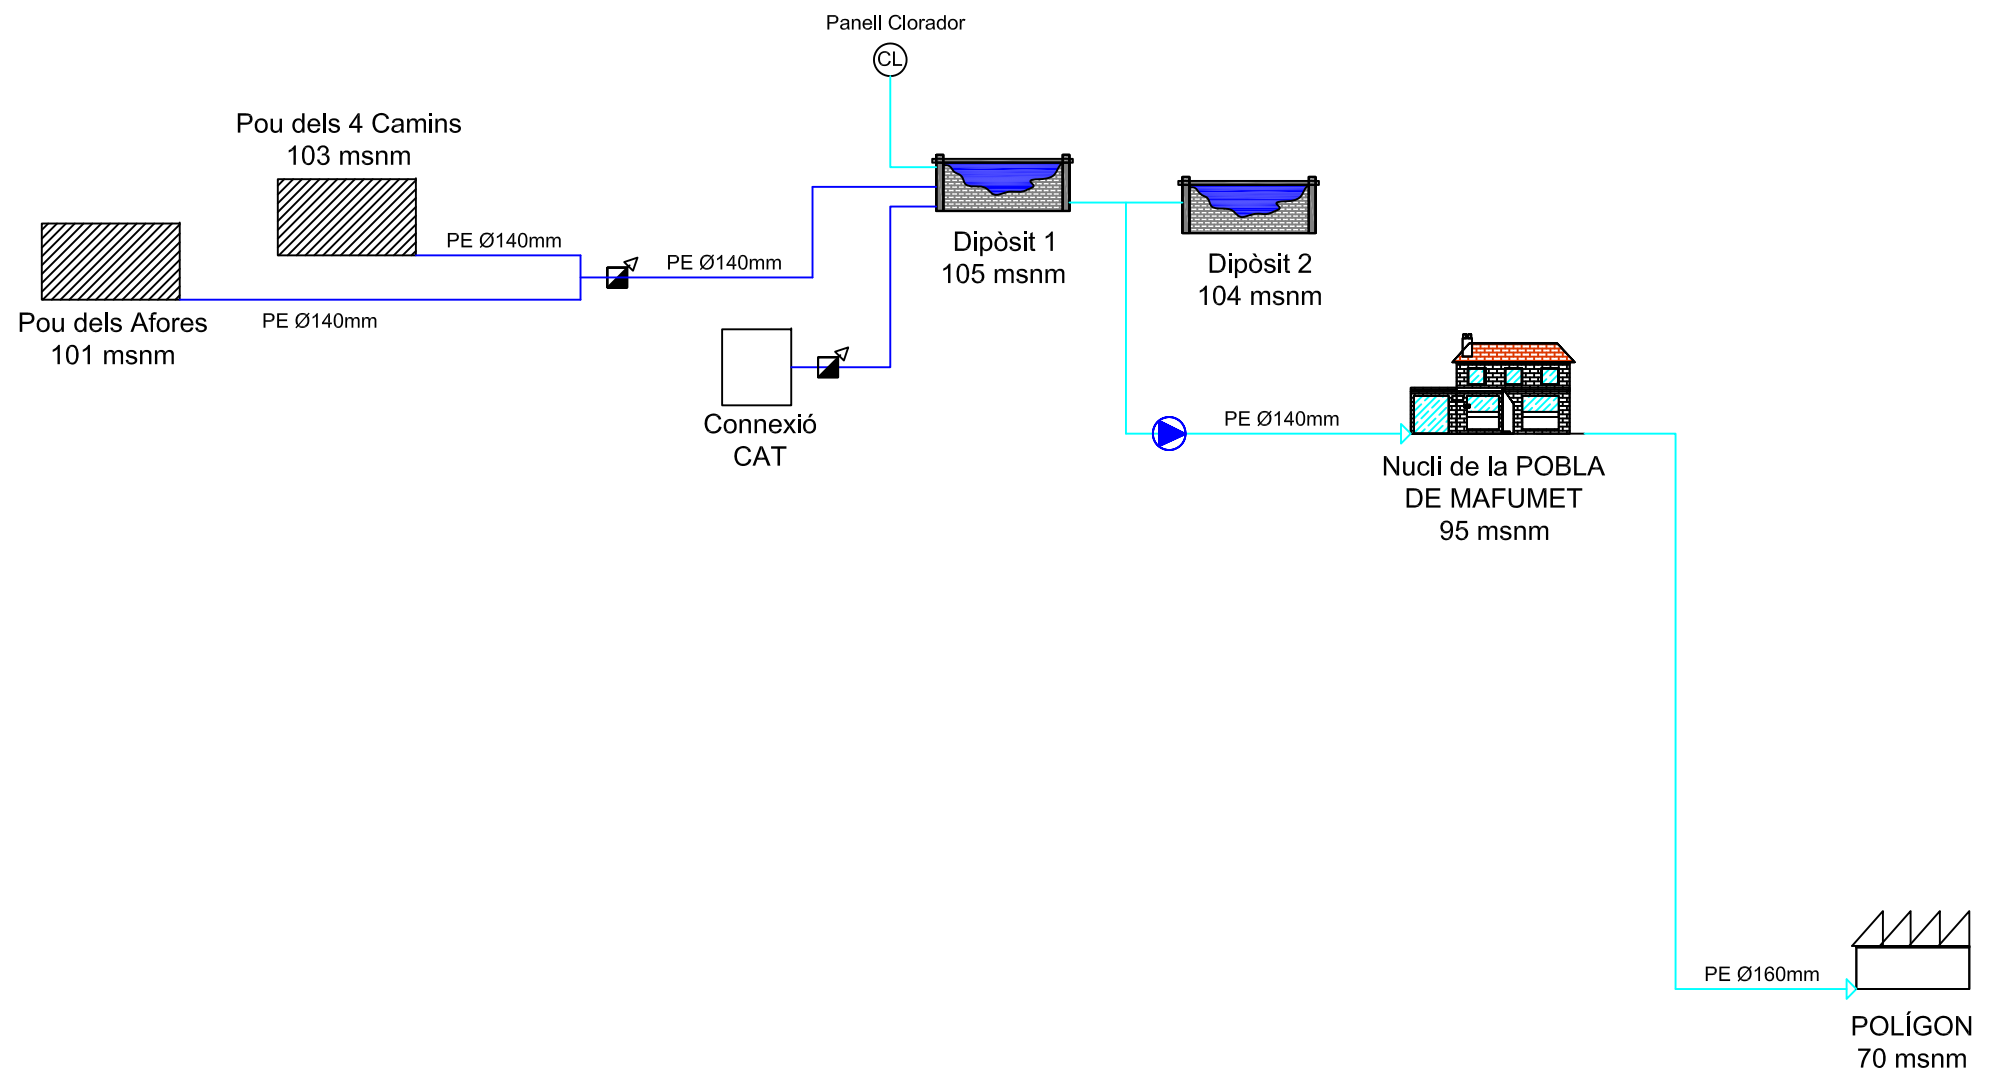 Panell Clorador
CL
Pou dels 4 Camins
103 msnm
PE Ø140mm
PE Ø140mm
Pou dels Afores
101 msnm
PE Ø140mm
Dipòsit 1
105 msnm
Dipòsit 2
104 msnm
Connexió
CAT
PE Ø140mm
Nucli de la POBLA
DE MAFUMET
95 msnm
PE Ø160mm
POLÍGON
70 msnm